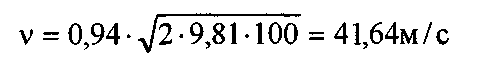 ν = 0,94 · √2 · 9,81 · 100 = 41,64м / с